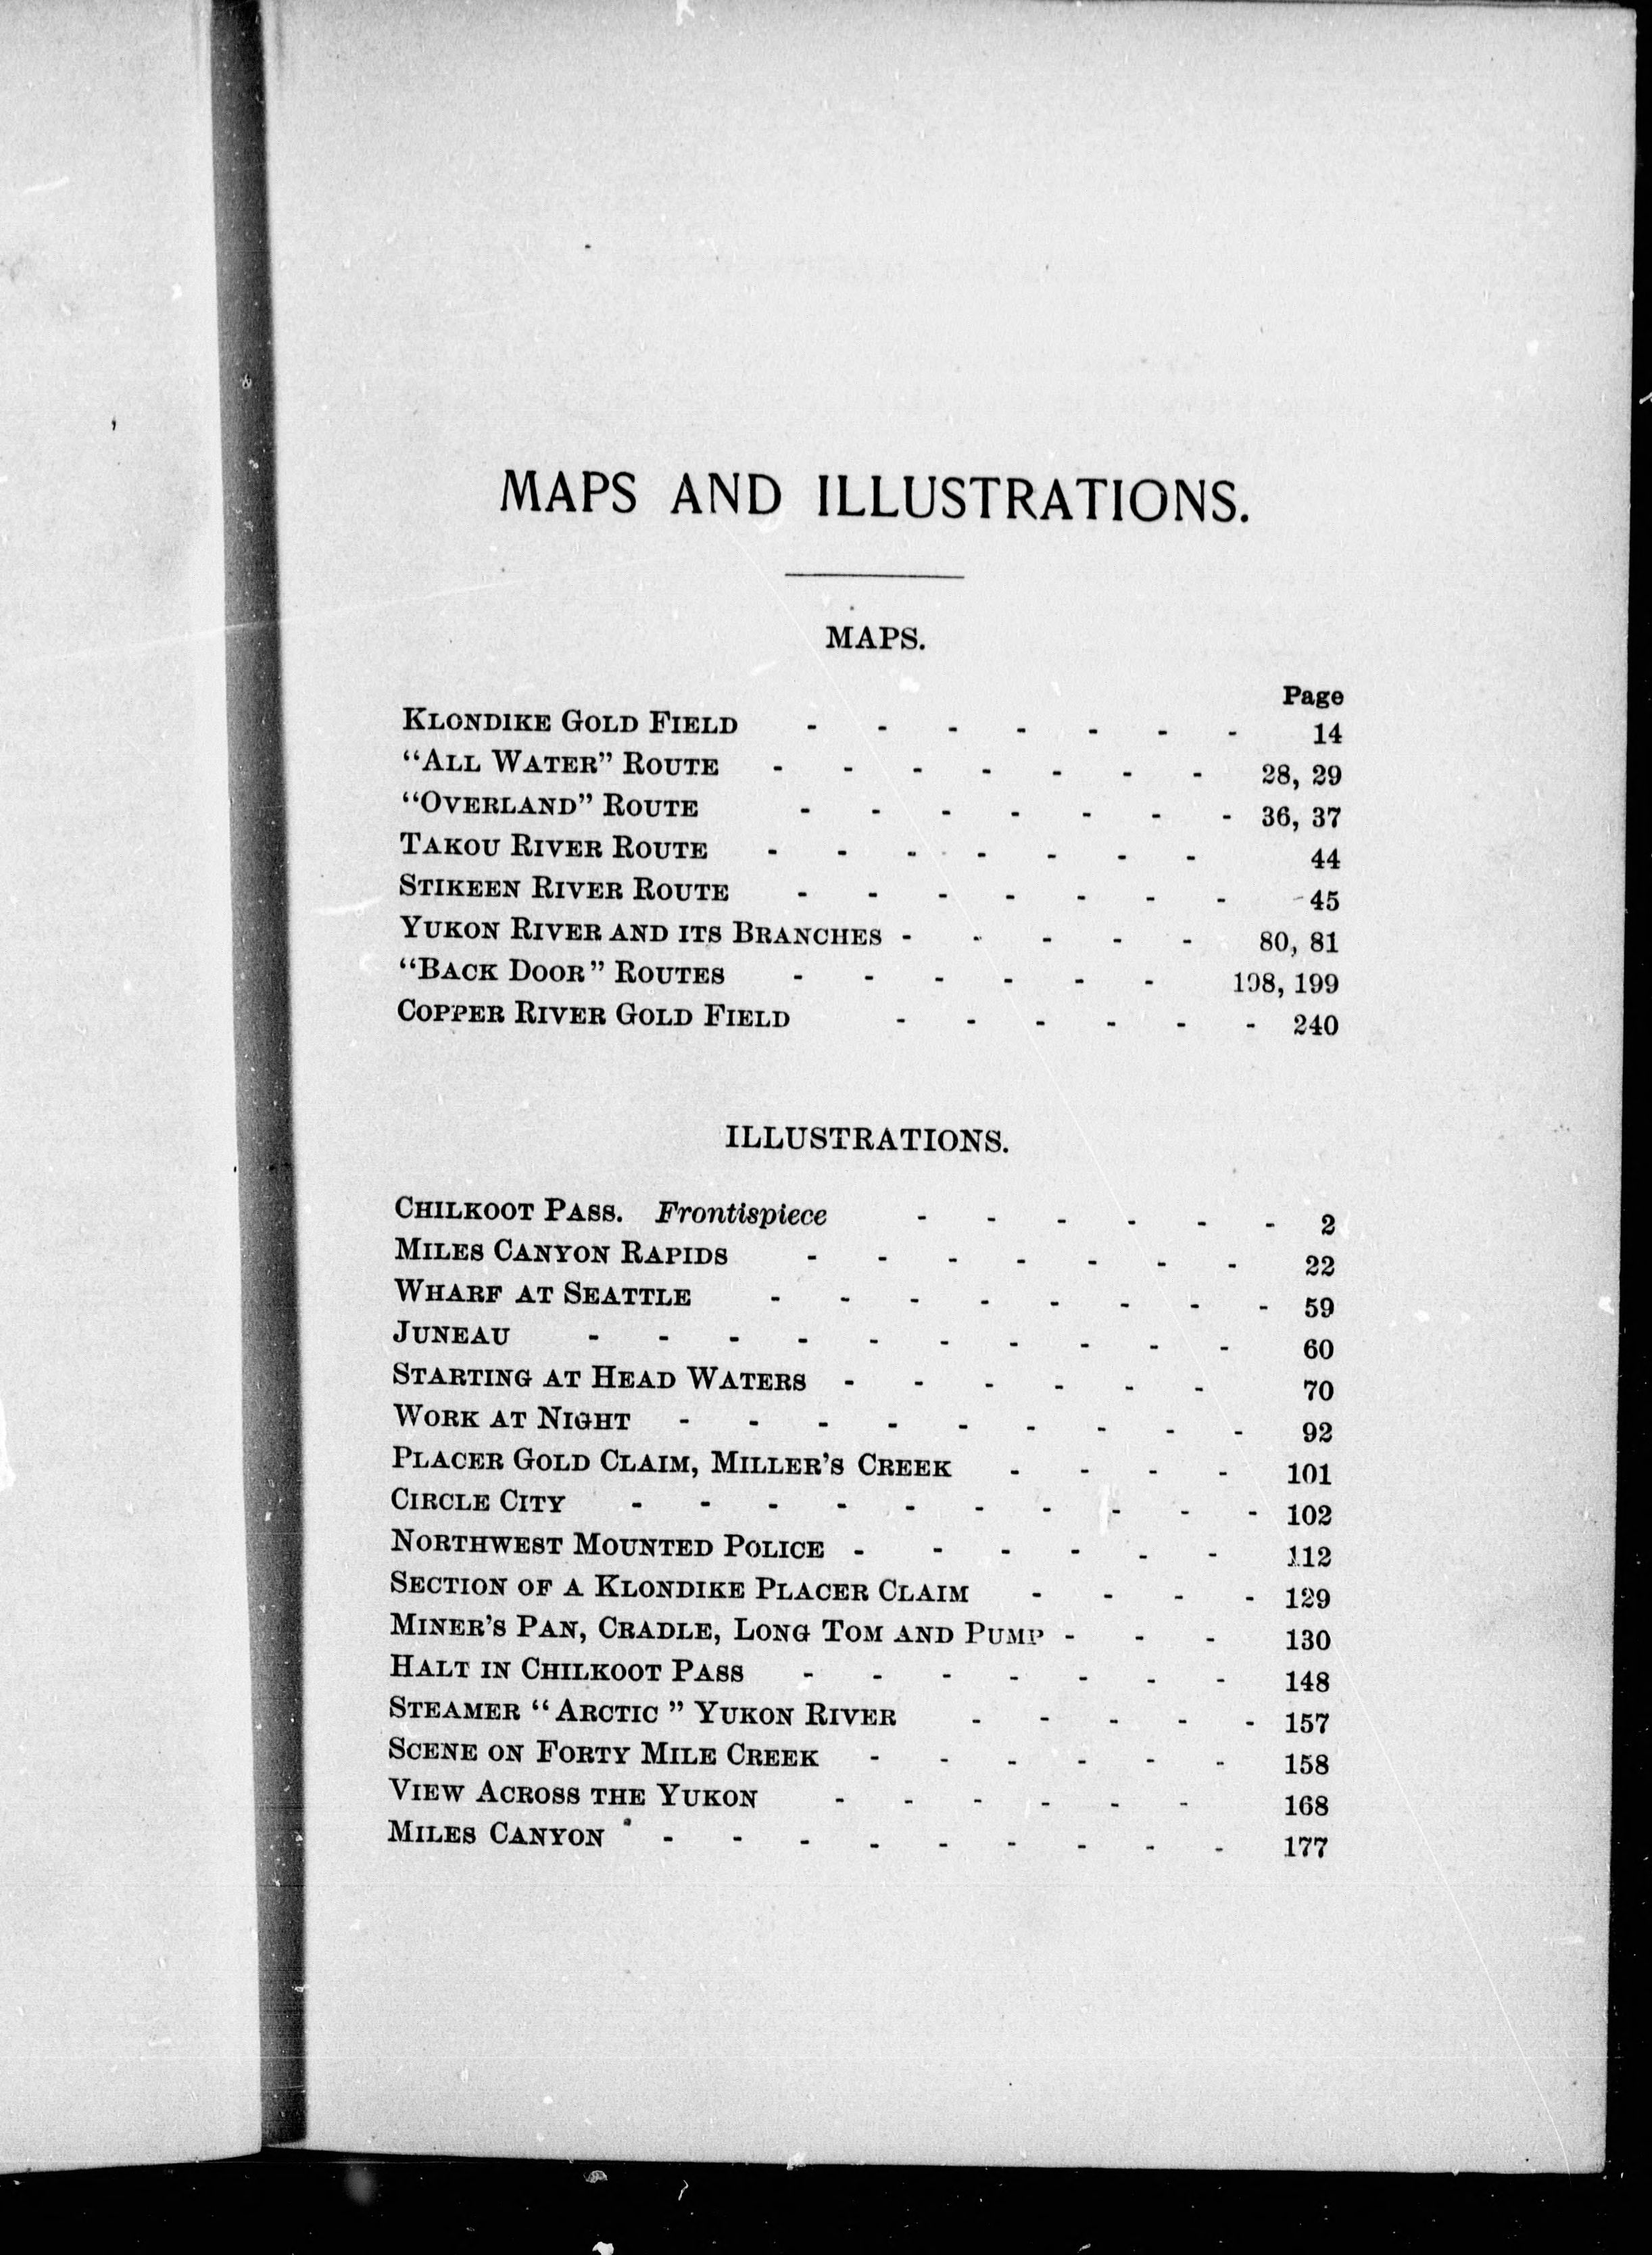 MAPS AND ILLUSTRATIONS.
MAPS.
Page
KLONDIKE GOLD FIELD - - - - - - - 14
“ALL WATER” ROUTE - - - - - - - 28, 29
“OVERLAND” ROUTE - - - - - - - 36, 37
TAKOU RIVER ROUTE - - - - - - - 44
STIKEEN RIVER ROUTE - - - - - - - 45
YUKON RIVER AND ITS BRANCHES - - - - - 80, 81
“BACK DOOR” ROUTES - - - - - - 198, 199
COPPER RIVER GOLD FIELD - - - - - - 240
ILLUSTRATIONS.
CHILKOOT PASS. Frontispiece - - - - - - 2
MILES CANYON RAPIDS - - - - - - - 22
WHARF AT SEATTLE - - - - - - - - 59
JUNEAU - - - - - - - - - - 60
STARTING AT HEAD WATERS - - - - - - 70
WORK AT NIGHT - - - - - - - - - 92
PLACER GOLD CLAIM, MILLER’S CREEK - - - - 101
CIRCLE CITY - - - - - - - - - - 102
NORTHWEST MOUNTED POLICE - - - - - - 112
SECTION OF A KLONDIKE PLACER CLAIM - - - - 129
MINER’S PAN, CRADLE, LONG TOM AND PUMP - - - 130
HALT IN CHILKOOT PASS - - - - - - - 148
STEAMER “ARCTIC” YUKON RIVER - - - - - 157
SCENE ON FORTY MILE CREEK - - - - - - 158
VIEW ACROSS THE YUKON - - - - - - 168
MILES CANYON - - - - - - - - - 177